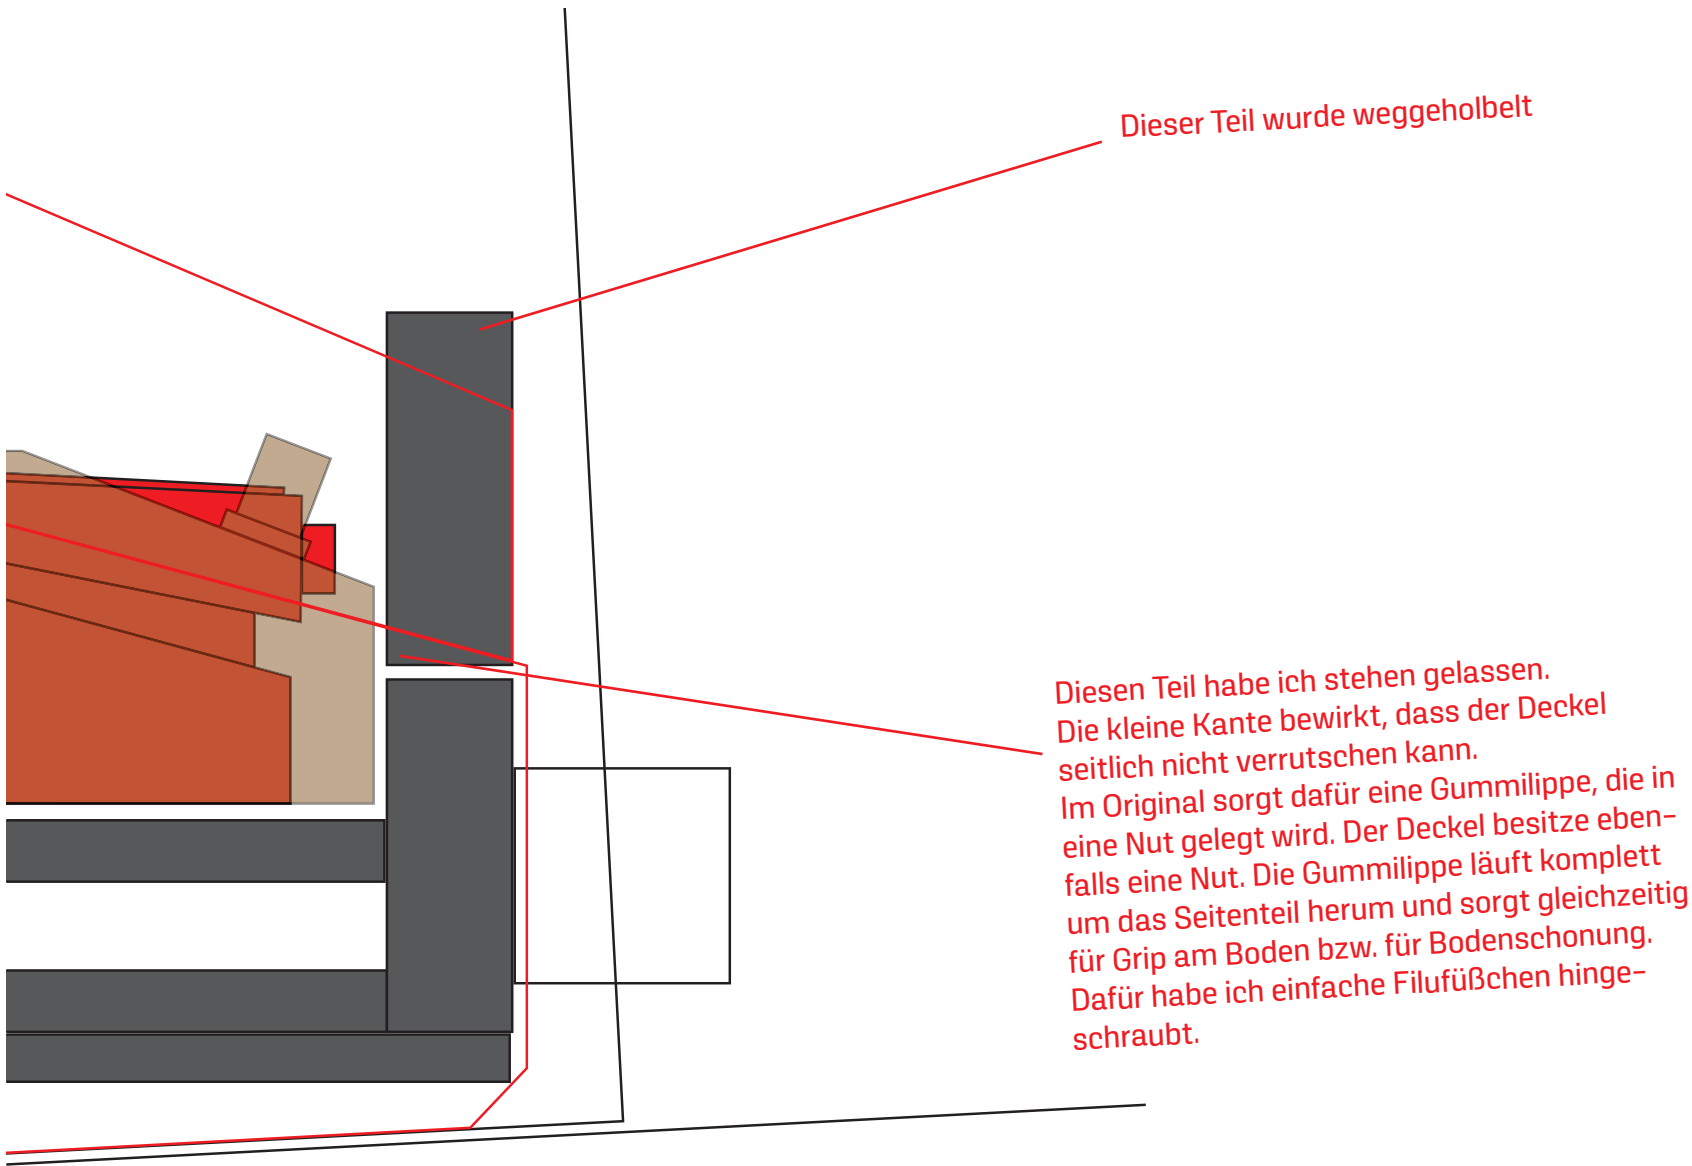 Dieser Teil wurde weggeholbelt
Diesen Teil habe ich stehen gelassen.
Die kleine Kante bewirkt, dass der Deckel
seitlich nicht verrutschen kann.
Im Original sorgt dafür eine Gummilippe, die in
eine Nut gelegt wird. Der Deckel besitze eben-
falls eine Nut. Die Gummilippe läuft komplett
um das Seitenteil herum und sorgt gleichzeitig
für Grip am Boden bzw. für Bodenschonung.
Dafür habe ich einfache Filufüßchen hinge-
schraubt.